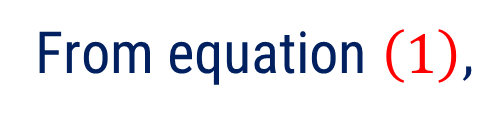 From equation (1),